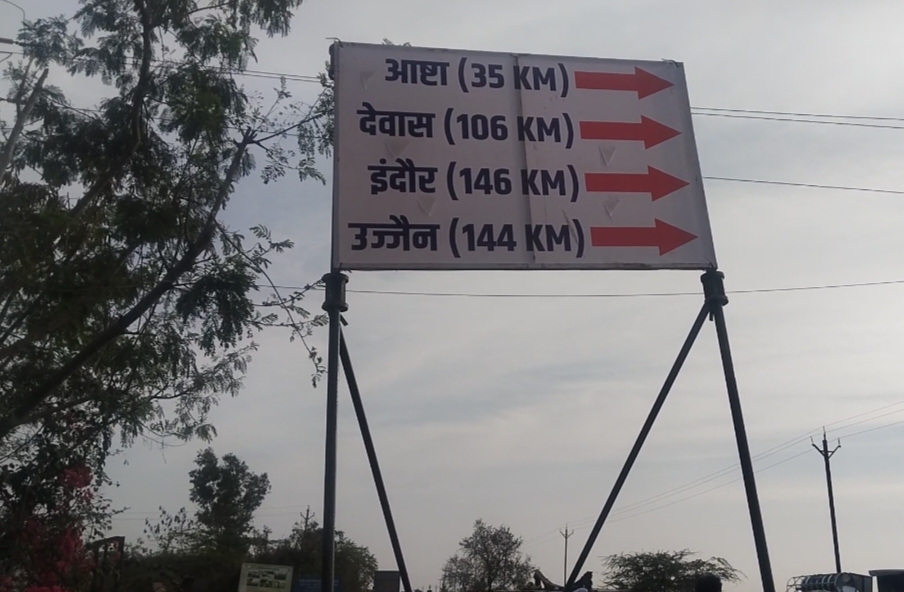 आष्टा (35 KM)
देवास (106 KM)
इंदौर (146 KM)
उज्जैन (144 KM)